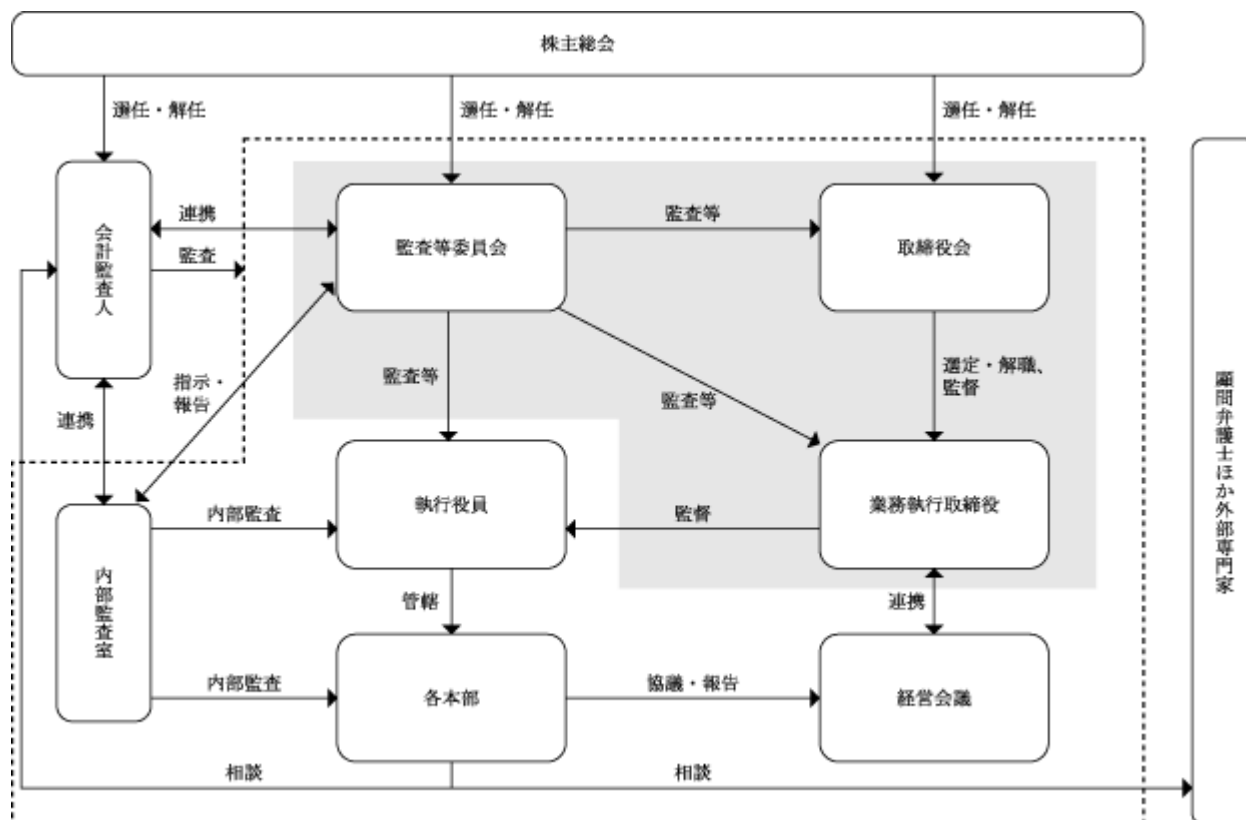 株主総会
選任・解任
選任・解任
選任・解任
会計監査人
連携
監査
監査等委員会
監査等
取締役会
指示・
報告
監査等
監査等
選定・解職、
監督
連携
顧問弁護士ほか外部専門家
内部監査室
内部監査
執行役員
監督
業務執行取締役
管轄
連携
内部監査
各本部
協議・報告
経営会議
相談
相談